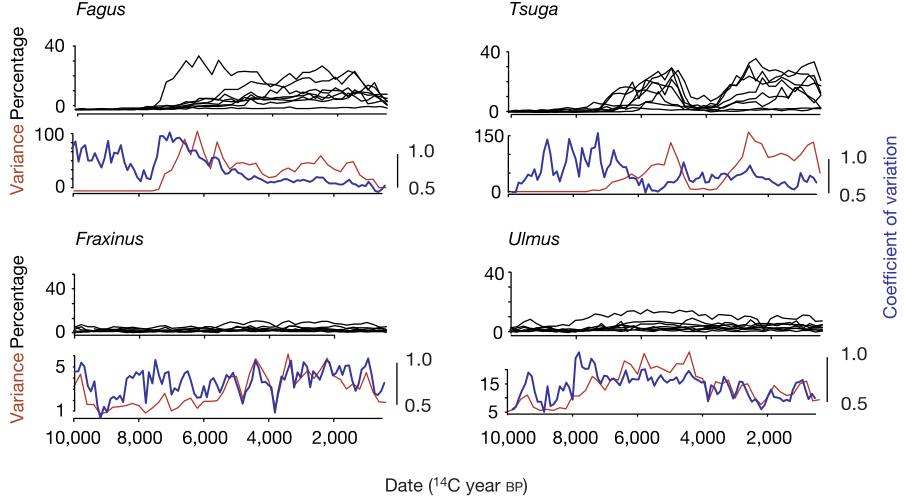 Fagus
Tsuga
Variance Percentage
40
0
100
0
1.0
0.5
40
0
150
0
1.0
0.5
Coefficient of variation
Fraxinus
Ulmus
Variance Percentage
40
0
5
1
1.0
0.5
40
0
15
5
1.0
0.5
10,000 8,000 6,000 4,000 2,000
10,000 8,000 6,000 4,000 2,000
Date (¹⁴C year BP)